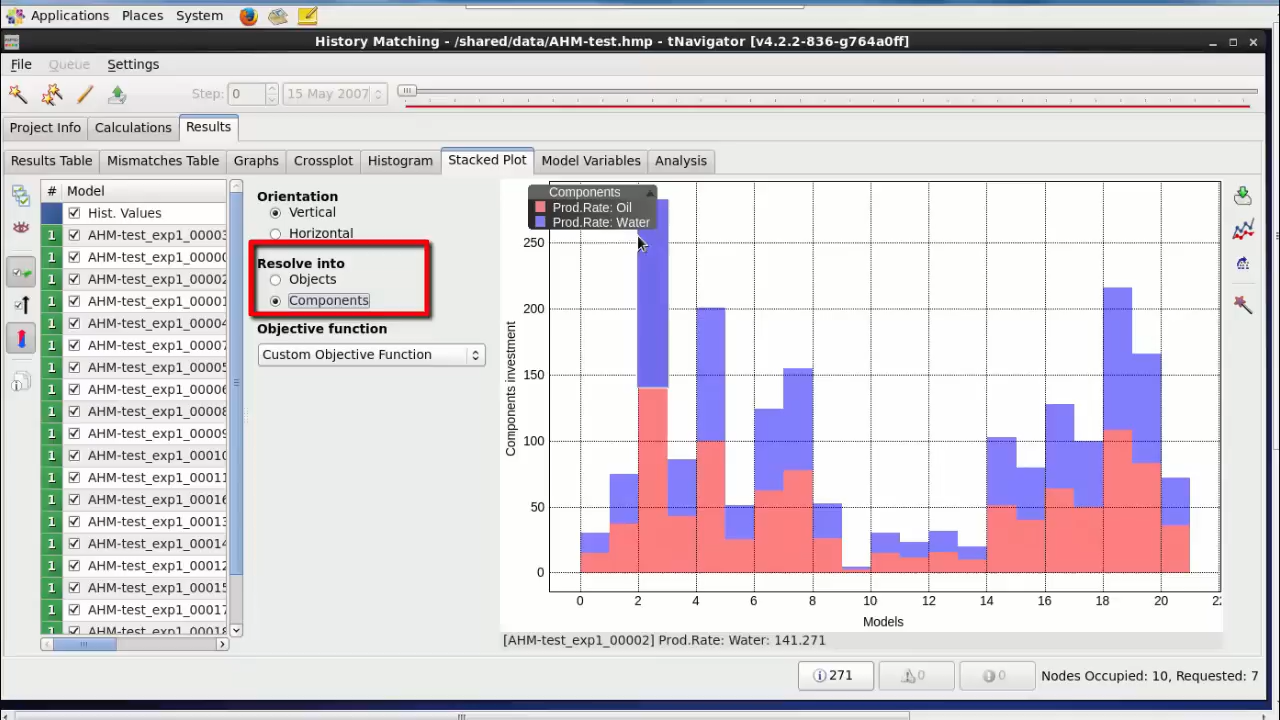 Applications Places System
History Matching - /shared/data/AHM-test.hmp - tNavigator [v4.2.2-836-g764a0ff]
File Queue Settings
Step: 0 15 May 2007
Project Info Calculations Results
Results Table Mismatches Table Graphs Crossplot Histogram Stacked Plot Model Variables Analysis
# Model
Hist. Values
1 AHM-test_exp1_00003
1 AHM-test_exp1_0000
1 AHM-test_exp1_00002
1 AHM-test_exp1_00001
1 AHM-test_exp1_00004
1 AHM-test_exp1_00007
1 AHM-test_exp1_00005
1 AHM-test_exp1_00006
1 AHM-test_exp1_00008
1 AHM-test_exp1_00009
1 AHM-test_exp1_00010
1 AHM-test_exp1_00011
1 AHM-test_exp1_00016
1 AHM-test_exp1_00013
1 AHM-test_exp1_00014
1 AHM-test_exp1_00012
1 AHM-test_exp1_00015
1 AHM-test_exp1_00017
1 AHM-test_exp1_00018
Orientation
Vertical
Horizontal
Resolve into
Objects
Components
Objective function
Custom Objective Function
Components
Prod.Rate: Oil
Prod.Rate: Water
Components investment
250
200
150
100
50
0
0 2 4 6 8 10 12 14 16 18 20
Models
[AHM-test_exp1_00002] Prod.Rate: Water: 141.271
271 0 0 Nodes Occupied: 10, Requested: 7